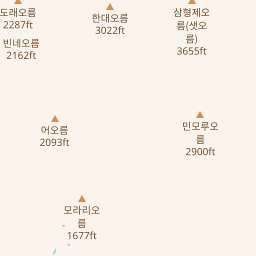 도래오름
2287ft
빈네오름
2162ft
한대오름
3022ft
삼형제오
름(샛오
름)
3655ft
어오름
2093ft
민모루오
름
2900ft
모라리오
름
1677ft